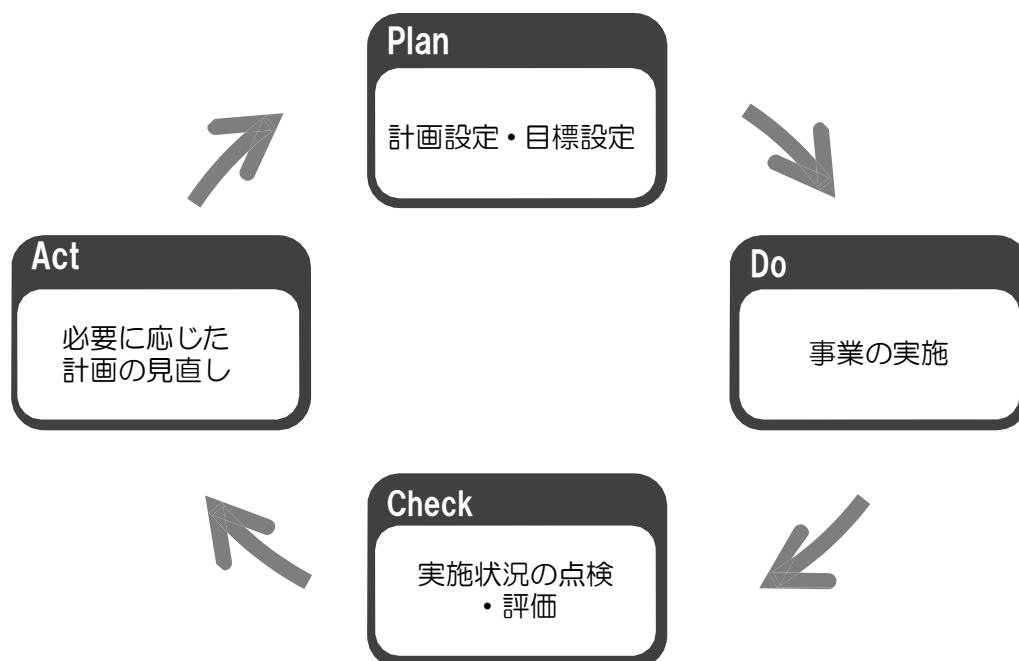 Plan
計画設定・目標設定
Do
事業の実施
Check
実施状況の点検
・評価
Act
必要に応じた
計画の見直し